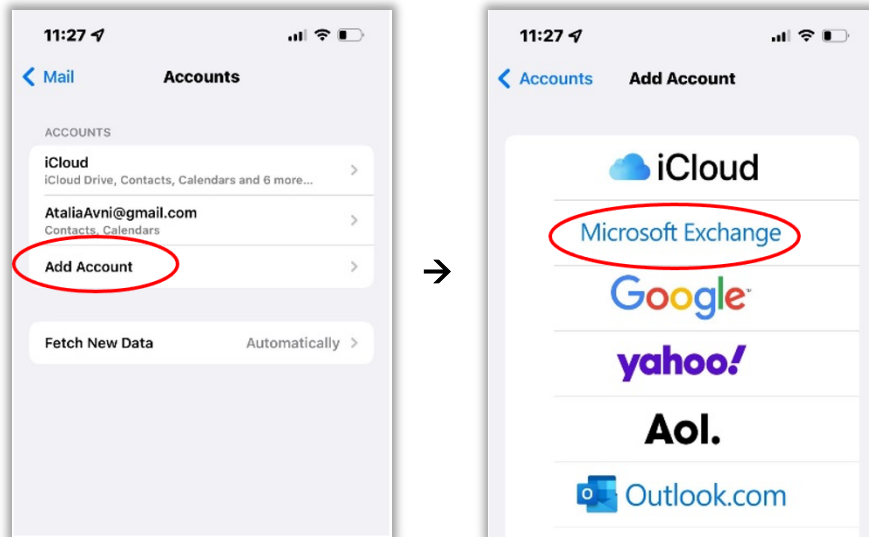 11:27
Mail
Accounts
ACCOUNTS
iCloud
iCloud Drive, Contacts, Calendars and 6 more...
AtaliaAvni@gmail.com
Contacts, Calendars
Add Account
Fetch New Data Automatically
→
11:27
Accounts
Add Account
iCloud
Microsoft Exchange
Google
yahoo!
Aol.
Outlook.com